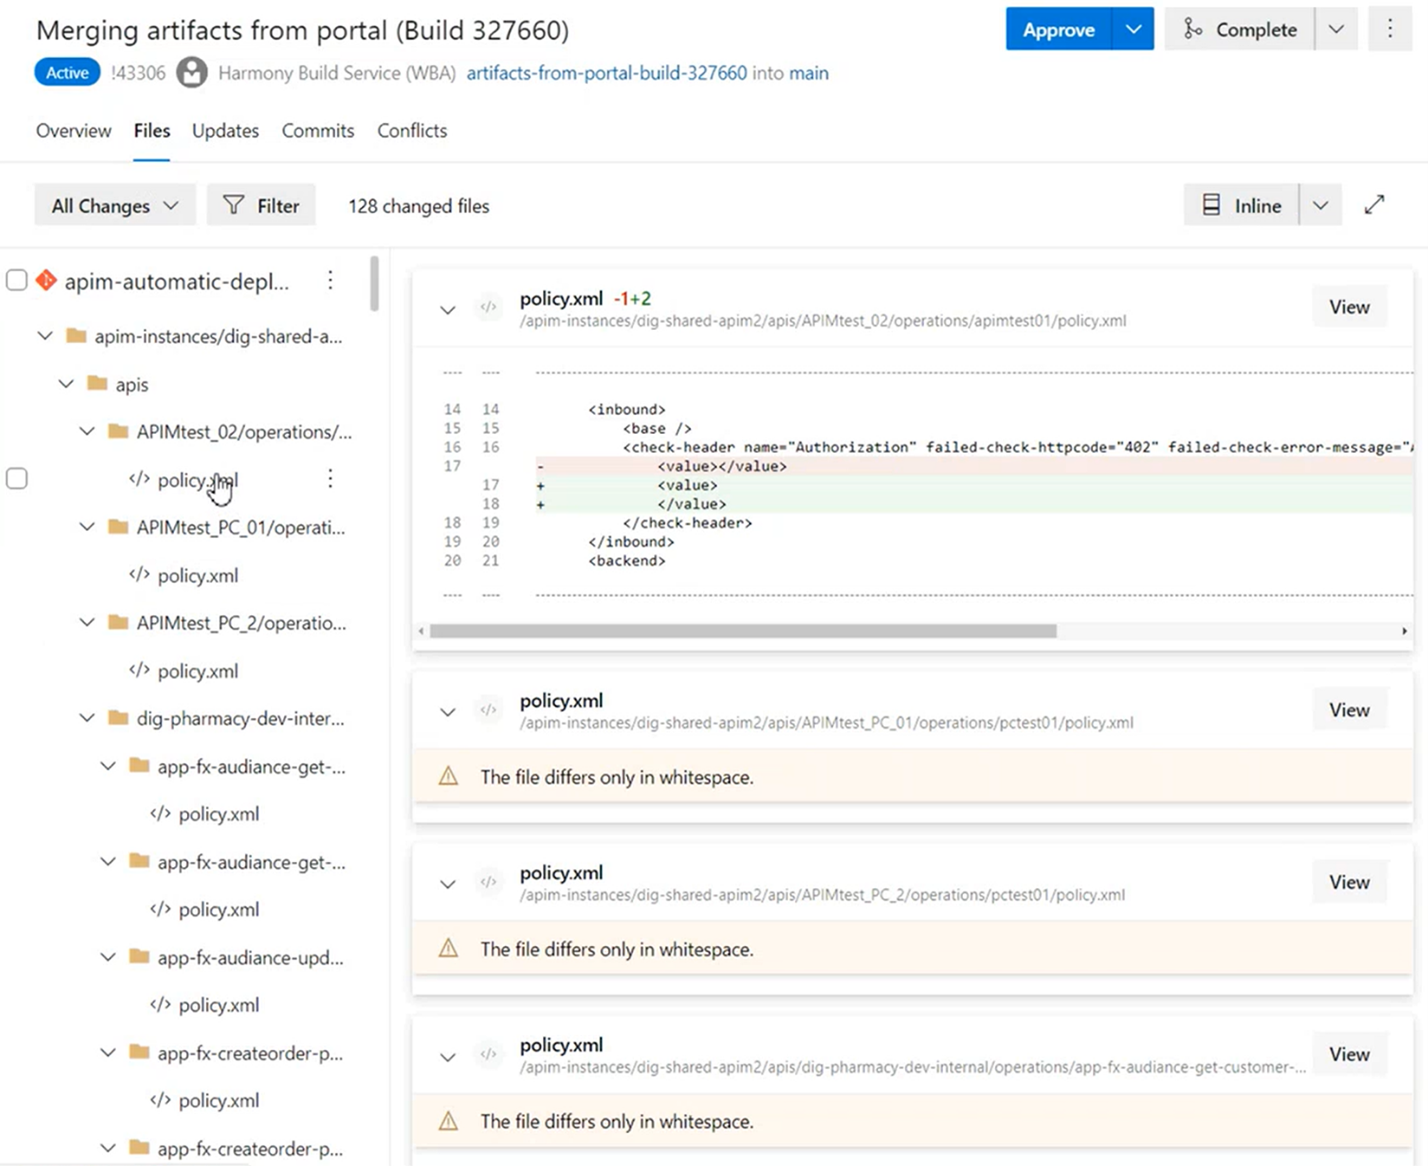 Merging artifacts from portal (Build 327660)
Approve
Complete
Active !43306 Harmony Build Service (WBA) artifacts-from-portal-build-327660 into main
Overview Files Updates Commits Conflicts
All Changes Filter 128 changed files Inline
apim-automatic-depl...
apim-instances/dig-shared-a...
apis
APIMtest_02/operations/...
</> policy.xml
APIMtest_PC_01/operati...
</> policy.xml
APIMtest_PC_2/operatio...
</> policy.xml
dig-pharmacy-dev-inter...
app-fx-audiance-get-...
</> policy.xml
app-fx-audiance-get-...
</> policy.xml
app-fx-audiance-upd...
</> policy.xml
app-fx-createorder-p...
</> policy.xml
app-fx-createorder-p...
</> policy.xml -1+2
/apim-instances/dig-shared-apim2/apis/APIMtest_02/operations/apimtest01/policy.xml
View
14 14 <inbound>
15 15 <base />
16 16 <check-header name="Authorization" failed-check-httpcode="402" failed-check-error-message="
17 - <value></value>
17 + <value>
18 + </value>
18 19 </check-header>
19 20 </inbound>
20 21 <backend>
</> policy.xml
/apim-instances/dig-shared-apim2/apis/APIMtest_PC_01/operations/pctest01/policy.xml
View
The file differs only in whitespace.
</> policy.xml
/apim-instances/dig-shared-apim2/apis/APIMtest_PC_2/operations/pctest01/policy.xml
View
The file differs only in whitespace.
</> policy.xml
/apim-instances/dig-shared-apim2/apis/dig-pharmacy-dev-internal/operations/app-fx-audiance-get-customer-...
View
The file differs only in whitespace.